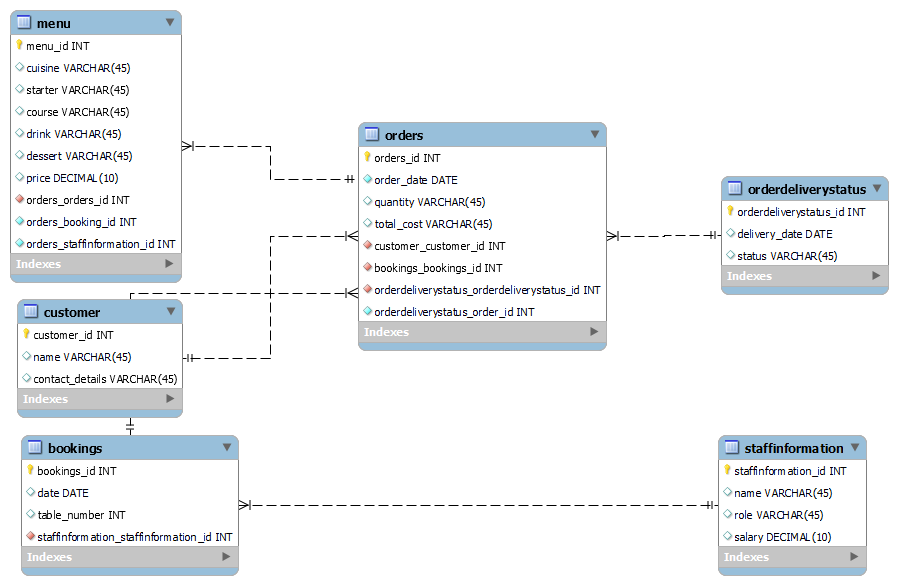 menu
menu_id INT
cuisine VARCHAR(45)
starter VARCHAR(45)
course VARCHAR(45)
drink VARCHAR(45)
dessert VARCHAR(45)
price DECIMAL(10)
orders_orders_id INT
orders_booking_id INT
orders_staffinformation_id INT
Indexes
orders
orders_id INT
order_date DATE
quantity VARCHAR(45)
total_cost VARCHAR(45)
customer_customer_id INT
bookings_bookings_id INT
orderdeliverystatus_orderdeliverystatus_id INT
orderdeliverystatus_order_id INT
Indexes
orderdeliverystatus
orderdeliverystatus_id INT
delivery_date DATE
status VARCHAR(45)
Indexes
customer
customer_id INT
name VARCHAR(45)
contact_details VARCHAR(45)
Indexes
bookings
bookings_id INT
date DATE
table_number INT
staffinformation_staffinformation_id INT
Indexes
staffinformation
staffinformation_id INT
name VARCHAR(45)
role VARCHAR(45)
salary DECIMAL(10)
Indexes